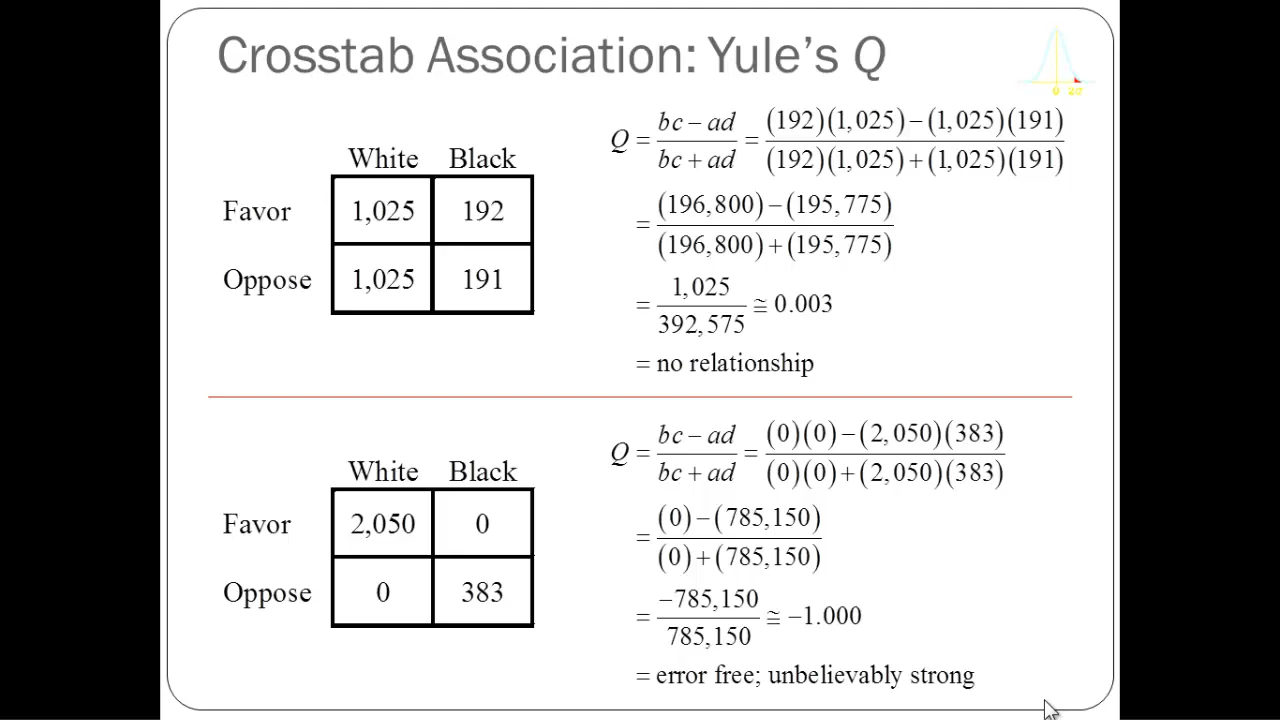 Crosstab Association: Yule's Q
0 2σ
White Black
Favor 1,025 192
Oppose 1,025 191
Q = bc − ad / bc + ad = (192)(1,025) − (1,025)(191) / (192)(1,025) + (1,025)(191)
= (196,800) − (195,775) / (196,800) + (195,775)
= 1,025 / 392,575 ≅ 0.003
= no relationship
White Black
Favor 2,050 0
Oppose 0 383
Q = bc − ad / bc + ad = (0)(0) − (2,050)(383) / (0)(0) + (2,050)(383)
= (0) − (785,150) / (0) + (785,150)
= −785,150 / 785,150 ≅ −1.000
= error free; unbelievably strong